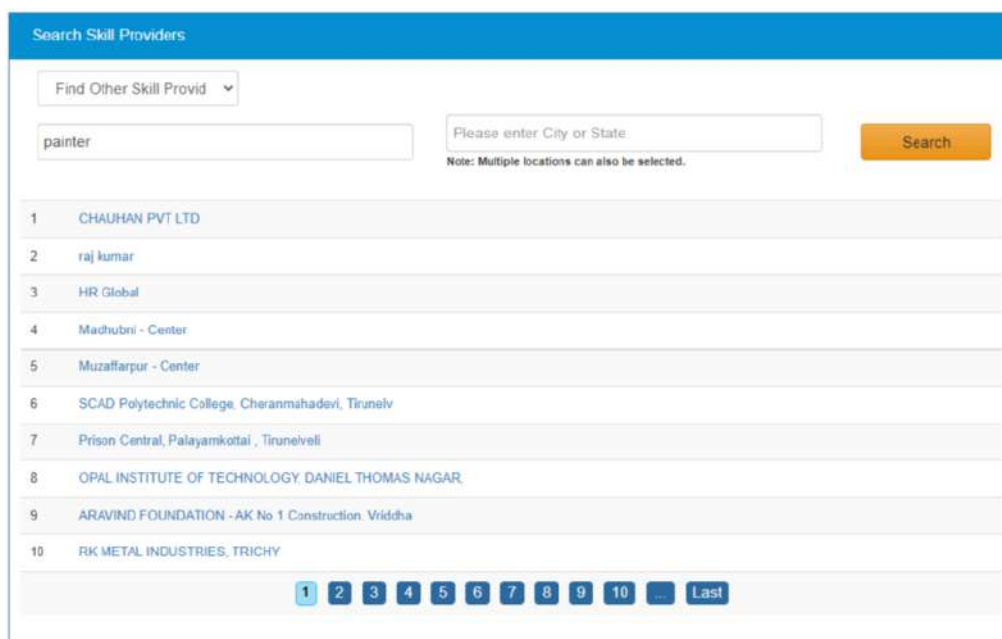 Search Skill Providers
Find Other Skill Provid
painter
Please enter City or State
Search
Note: Multiple locations can also be selected.
1 CHAUHAN PVT LTD
2 raj kumar
3 HR Global
4 Madhubni - Center
5 Muzaffarpur - Center
6 SCAD Polytechnic College, Cheranmahadevi, Tirunelv
7 Prison Central, Palayamkottai , Tirunelveli
8 OPAL INSTITUTE OF TECHNOLOGY, DANIEL THOMAS NAGAR,
9 ARAVIND FOUNDATION - AK No 1 Construction, Vriddha
10 RK METAL INDUSTRIES, TRICHY
1 2 3 4 5 6 7 8 9 10 ... Last